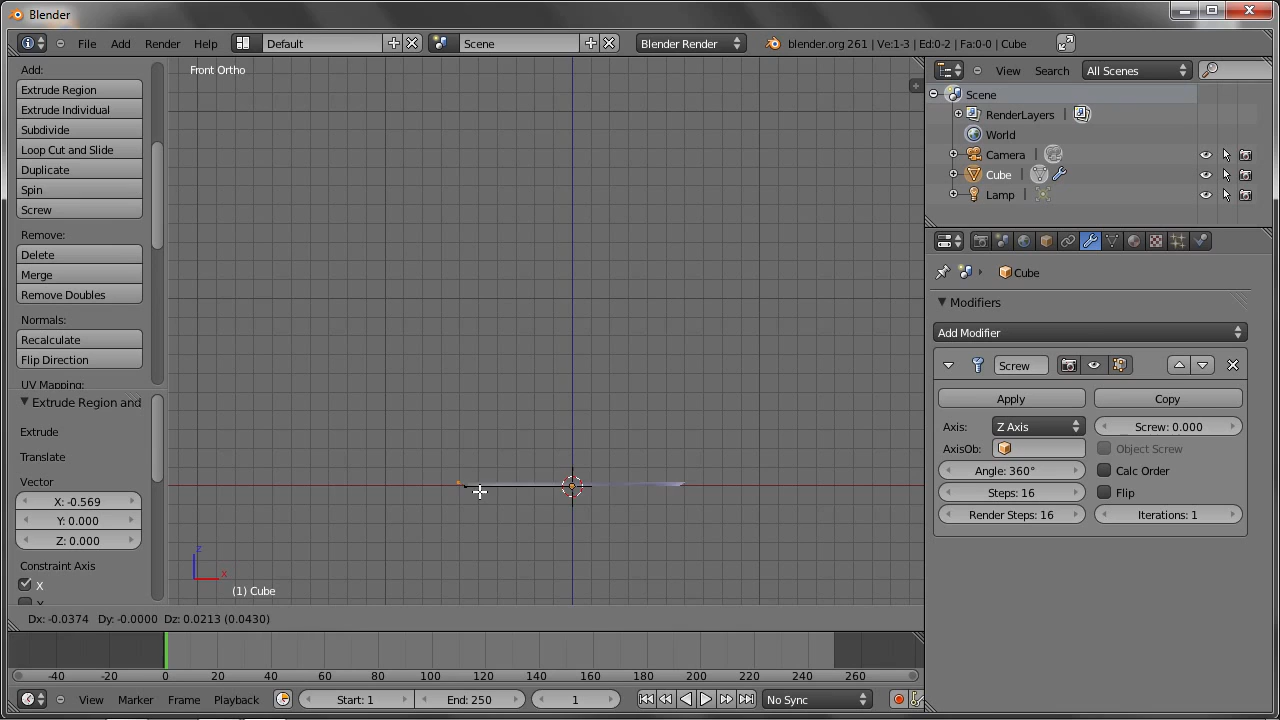 Blender
File Add Render Help Default Scene Blender Render blender.org 261 | Ve:1-3 | Ed:0-2 | Fa:0-0 | Cube
Add:
Extrude Region
Extrude Individual
Subdivide
Loop Cut and Slide
Duplicate
Spin
Screw
Remove:
Delete
Merge
Remove Doubles
Normals:
Recalculate
Flip Direction
UV Mapping:
Extrude Region and
Extrude
Translate
Vector
X: -0.569
Y: 0.000
Z: 0.000
Constraint Axis
X
Front Ortho
z
x
(1) Cube
Dx: -0.0374 Dy: -0.0000 Dz: 0.0213 (0.0430)
-40 -20 0 20 40 60 80 100 120 140 160 180 200 220 240 260
View Marker Frame Playback Start: 1 End: 250 1 No Sync
View Search All Scenes
Scene
RenderLayers |
World
Camera |
Cube |
Lamp |
Cube
Modifiers
Add Modifier
Screw
Apply Copy
Axis: Z Axis Screw: 0.000
AxisOb: Object Screw
Angle: 360° Calc Order
Steps: 16 Flip
Render Steps: 16 Iterations: 1